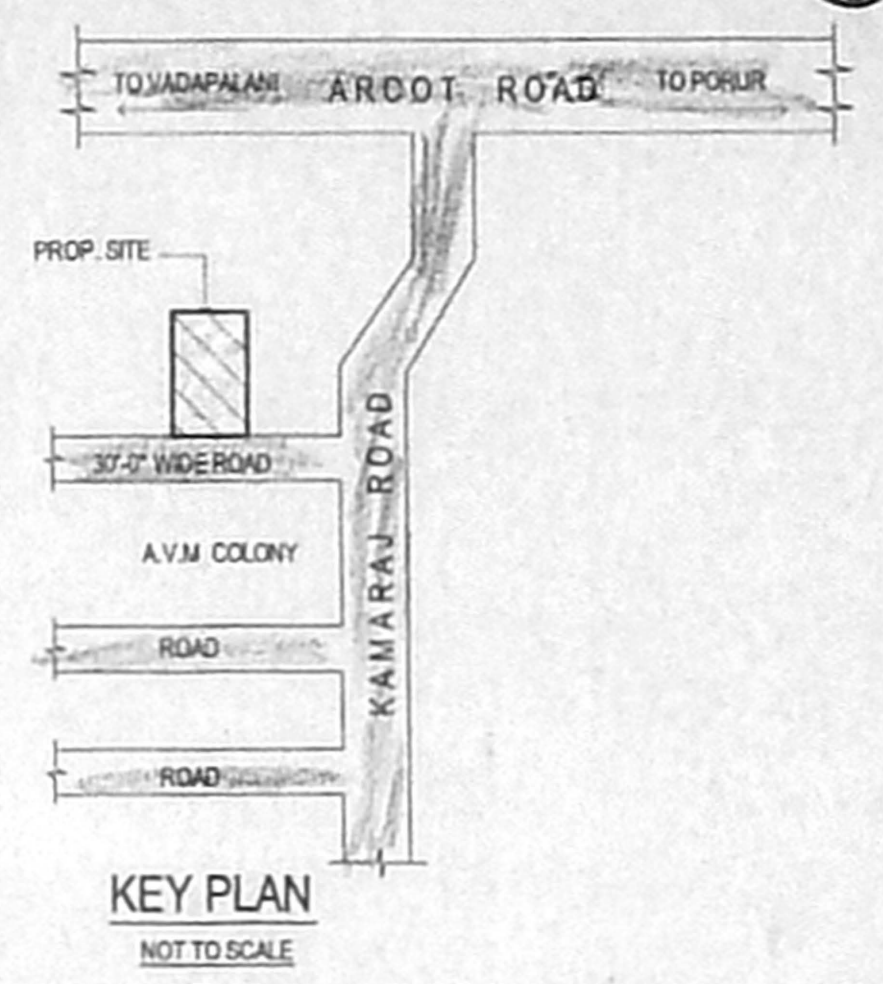 TO VADAPALANI ARCOT ROAD TO PORUR
PROP. SITE
KAMARAJ ROAD
30'-0" WIDE ROAD
A.V.M COLONY
ROAD
ROAD
KEY PLAN
NOT TO SCALE